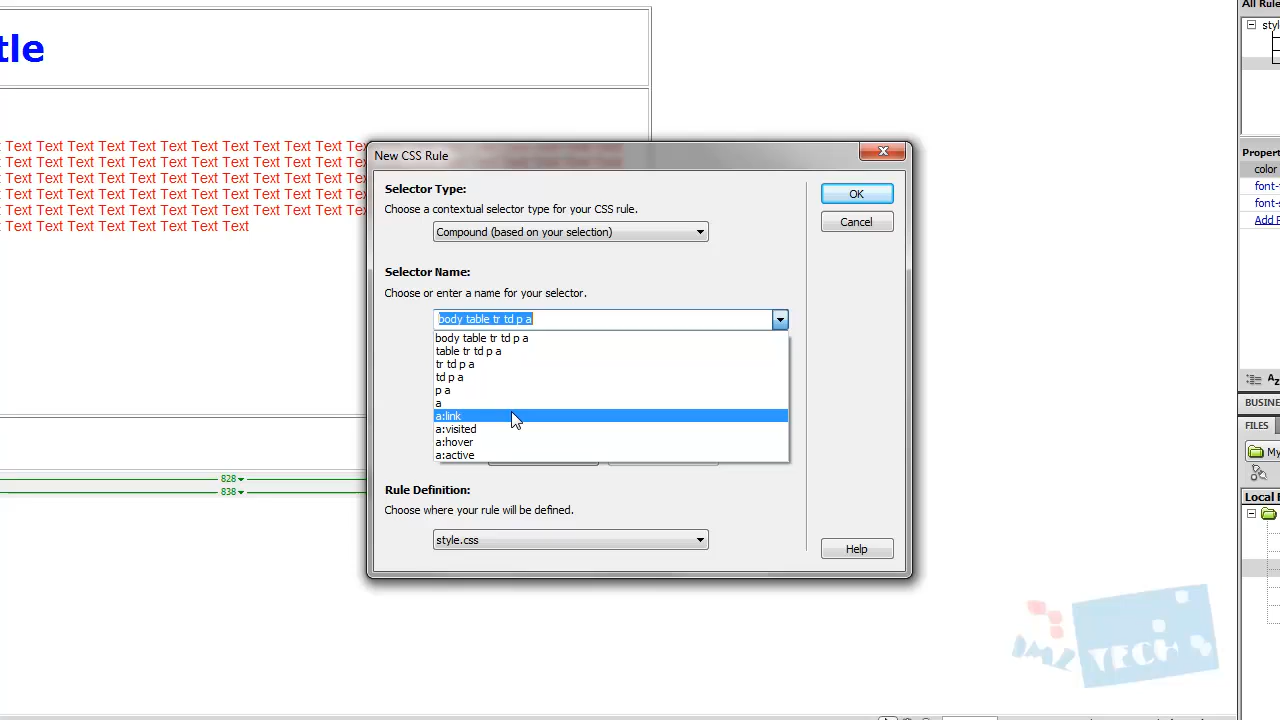 tle
Text Text Text Text Text Text Text Text Text Text Text Text
Text Text Text Text Text Text Text Text Text Text Text Text
Text Text Text Text Text Text Text Text Text Text Text Text
Text Text Text Text Text Text Text Text Text Text Text Text
Text Text Text Text Text Text Text Text Text Text Text Text
Text Text Text Text Text Text Text Text
828
838
New CSS Rule
Selector Type:
Choose a contextual selector type for your CSS rule.
Compound (based on your selection)
Selector Name:
Choose or enter a name for your selector.
body table tr td p a
body table tr td p a
table tr td p a
tr td p a
td p a
p a
a
a:link
a:visited
a:hover
a:active
Rule Definition:
Choose where your rule will be defined.
style.css
OK
Cancel
Help
All Rule
styl
Propert
color
font-
font-s
Add P
BUSINE
FILES
My
Local
JMZ TECH